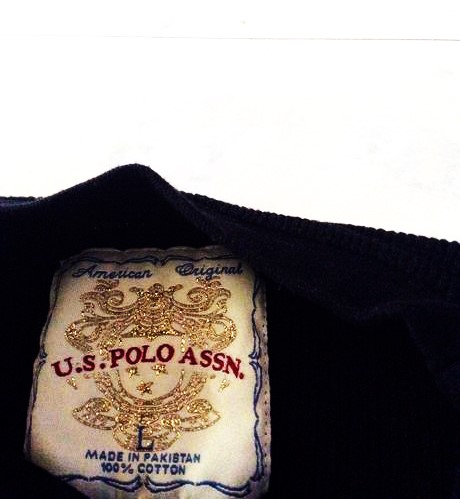 American Original
U.S. POLO ASSN.
L
MADE IN PAKISTAN
100% COTTON